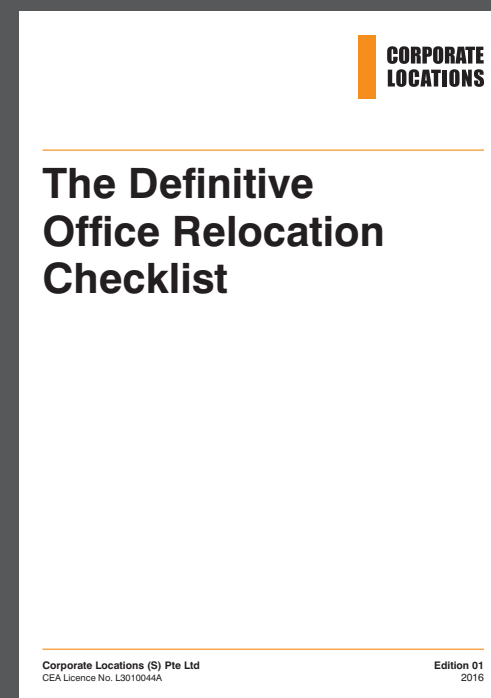 CORPORATE
LOCATIONS
The Definitive
Office Relocation
Checklist
Corporate Locations (S) Pte Ltd
CEA Licence No. L3010044A
Edition 01
2016